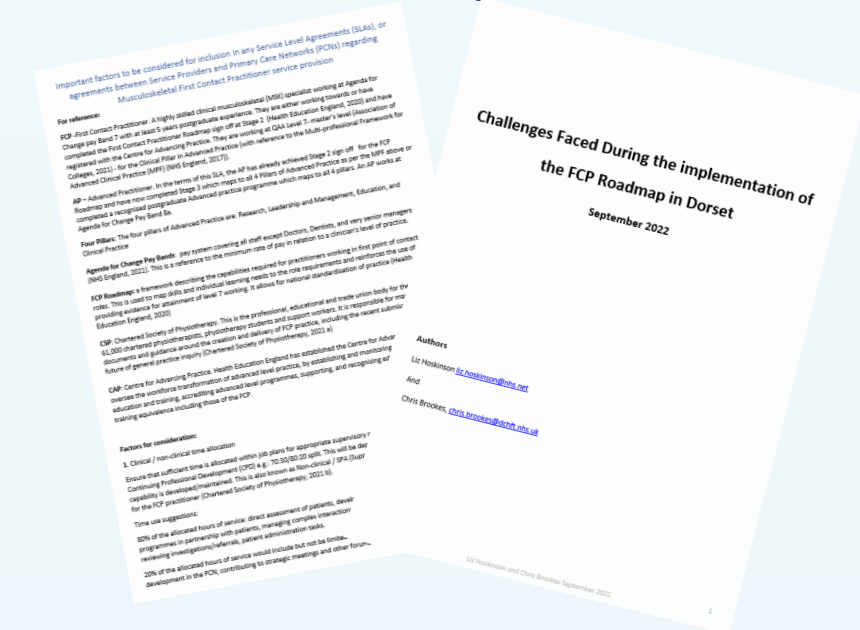 Important factors to be considered for inclusion in any Service Level Agreements (SLAs), or
agreements between Service Providers and Primary Care Networks (PCNs) regarding
Musculoskeletal First Contact Practitioner service provision
For reference:
FCP -First Contact Practitioner. A highly skilled clinical musculoskeletal (MSK) specialist working at Agenda for
Change pay Band 7 with at least 5 years postgraduate experience. They are either working towards or have
completed the First Contact Practitioner Roadmap sign off at Stage 2 (Health Education England, 2020) and have
registered with the Centre for Advancing Practice. They are working at QAA Level 7- master's level (Association of
Colleges, 2021) - for the Clinical Pillar in Advanced Practice (with reference to the Multi-professional Framework for
Advanced Clinical Practice (MPF) (NHS England, 2017)).
AP – Advanced Practitioner. In the terms of this SLA, the AP has already achieved Stage 2 sign off for the FCP
Roadmap and have now completed Stage 3 which maps to all 4 Pillars of Advanced Practice as per the MPF above or
completed a recognised postgraduate Advanced practice programme which maps to all 4 pillars. An AP works at
Agenda for Change Pay Band 8a.
Four Pillars: The four pillars of Advanced Practice are: Research, Leadership and Management, Education, and
Clinical Practice
Agenda for Change Pay Bands: pay system covering all staff except Doctors, Dentists, and very senior managers
(NHS England, 2021). This is a reference to the minimum rate of pay in relation to a clinician's level of practice.
FCP Roadmap: a framework describing the capabilities required for practitioners working in first point of contact
roles. This is used to map skills and individual learning needs to the role requirements and reinforces the use of
providing evidence for attainment of level 7 working. It allows for national standardisation of practice (Health
Education England, 2020)
CSP: Chartered Society of Physiotherapy. This is the professional, educational and trade union body for the
61,000 chartered physiotherapists, physiotherapy students and support workers. It is responsible for
documents and guidance around the creation and delivery of FCP practice, including the recent
future of general practice inquiry (Chartered Society of Physiotherapy, 2021 a)
CAP: Centre for Advancing Practice. Health Education England has established the Centre for
oversee the workforce transformation of advanced level practice, by establishing and monitoring
education and training, accrediting advanced level programmes, supporting, and recognising
training equivalence including those of the FCP.
Factors for consideration:
1. Clinical / non-clinical time allocation
Ensure that sufficient time is allocated within job plans for appropriate supervisory
Continuing Professional Development (CPD) e.g.: 70:30/80:20 split. This will be
capability is developed/maintained. This is also known as Non-clinical / SPA
for the FCP practitioner (Chartered Society of Physiotherapy, 2021 b).
Time use suggestions:
80% of the allocated hours of service: direct assessment of patients,
programmes in partnership with patients, managing complex
reviewing investigations/referrals, patient administration tasks.
20% of the allocated hours of service would include but not be
development in the PCN; contributing to strategic meetings and other
Challenges Faced During the implementation of
the FCP Roadmap in Dorset
September 2022
Authors
Liz Hoskinson liz.hoskinson@nhs.net
And
Chris Brookes, chris.brookes@dchft.nhs.uk
Liz Hoskinson and Chris Brookes September 2022
1